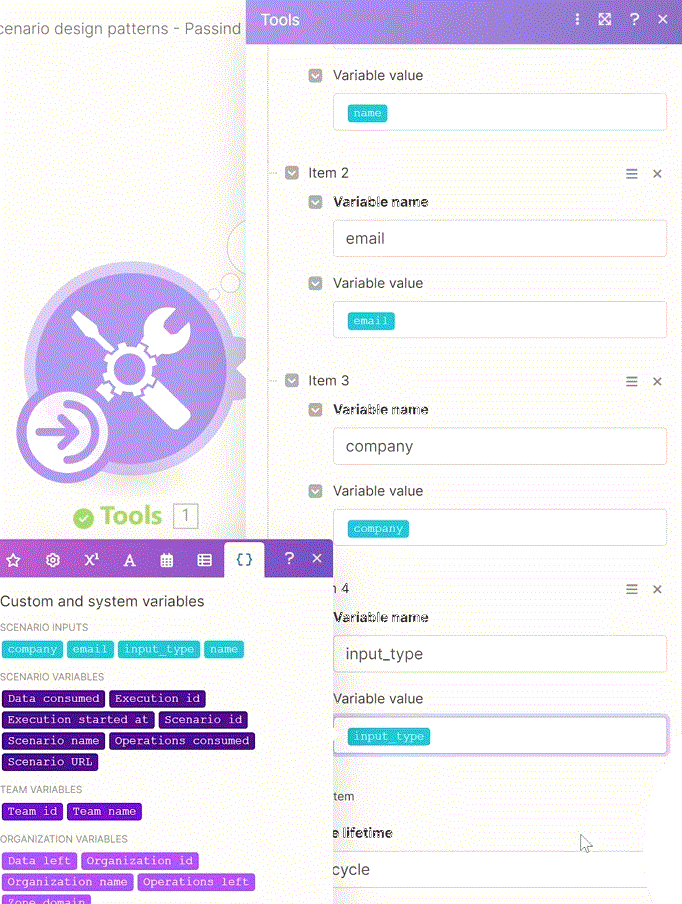 cenario design patterns - Passind
Tools
?
Variable value
name
Item 2
Variable name
email
Variable value
email
Item 3
Variable name
company
Variable value
company
Tools 1
4
Variable name
input_type
Variable value
input_type
tem
e lifetime
cycle
X¹ A {} ?
Custom and system variables
SCENARIO INPUTS
company email input_type name
SCENARIO VARIABLES
Data consumed Execution id
Execution started at Scenario id
Scenario name Operations consumed
Scenario URL
TEAM VARIABLES
Team id Team name
ORGANIZATION VARIABLES
Data left Organization id
Organization name Operations left
Zone domain